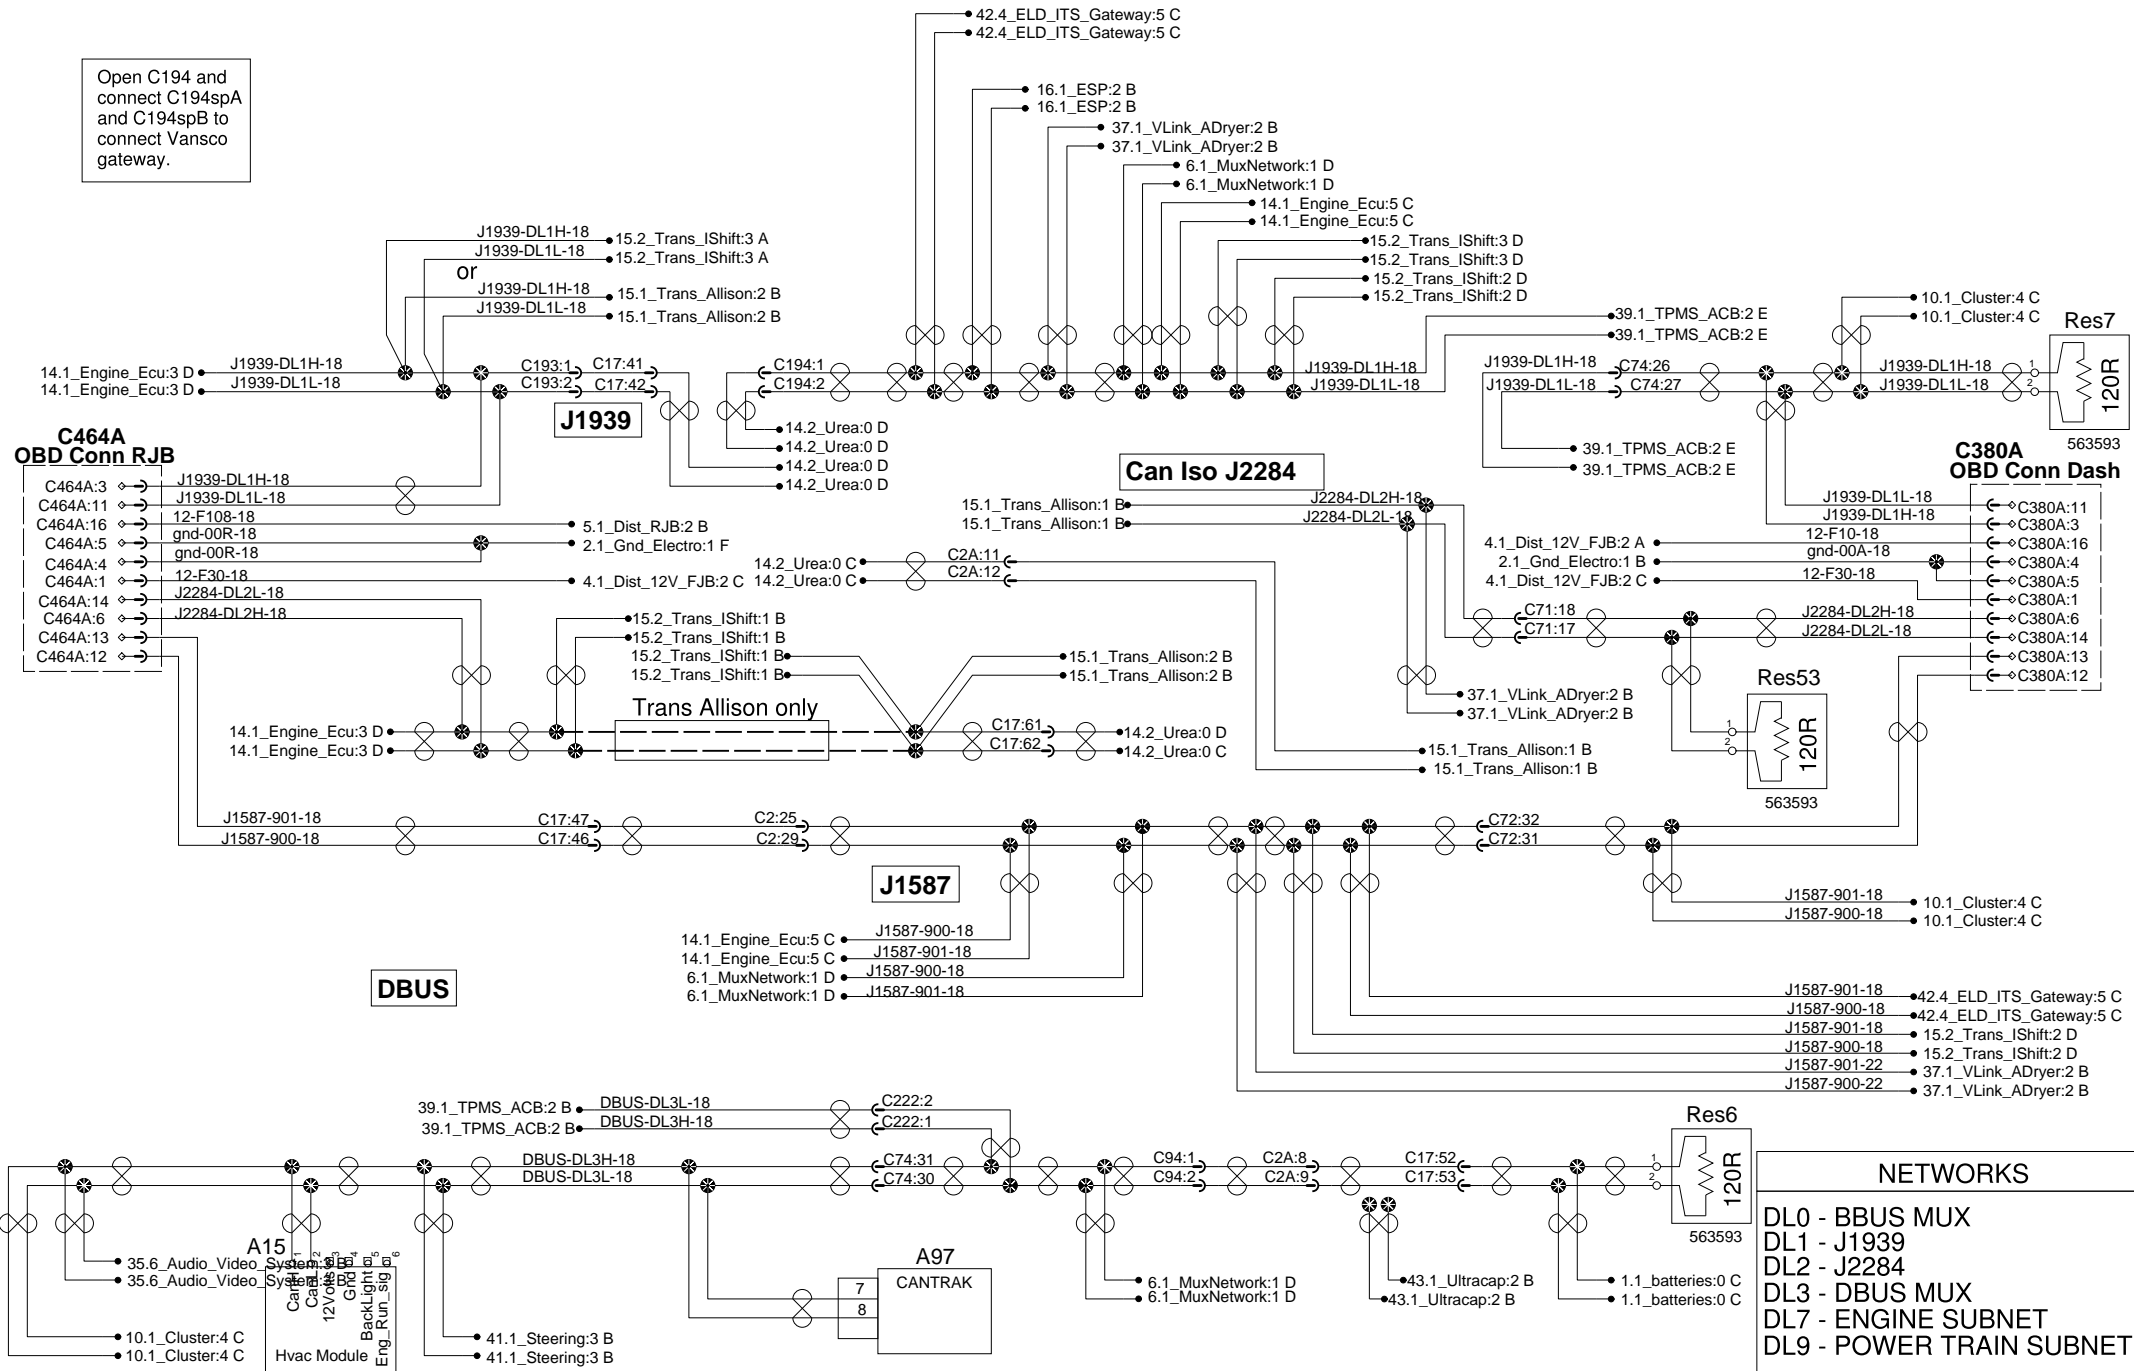 42.4_ELD_ITS_Gateway:5 C
42.4_ELD_ITS_Gateway:5 C
Open C194 and
connect C194spA
and C194spB to
connect Vansco
gateway.
16.1_ESP:2 B
16.1_ESP:2 B
37.1_VLink_ADryer:2 B
37.1_VLink_ADryer:2 B
6.1_MuxNetwork:1 D
6.1_MuxNetwork:1 D
14.1_Engine_Ecu:5 C
14.1_Engine_Ecu:5 C
J1939-DL1H-18
15.2_Trans_IShift:3 A
J1939-DL1L-18
15.2_Trans_IShift:3 A
or
J1939-DL1H-18
15.1_Trans_Allison:2 B
J1939-DL1L-18
15.1_Trans_Allison:2 B
15.2_Trans_IShift:3 D
15.2_Trans_IShift:3 D
15.2_Trans_IShift:2 D
15.2_Trans_IShift:2 D
39.1_TPMS_ACB:2 E
39.1_TPMS_ACB:2 E
10.1_Cluster:4 C
10.1_Cluster:4 C
Res7
1
2
120R
563593
14.1_Engine_Ecu:3 D
J1939-DL1H-18
C193:1
C17:41
C194:1
J1939-DL1H-18
J1939-DL1H-18
C74:26
J1939-DL1H-18
14.1_Engine_Ecu:3 D
J1939-DL1L-18
C193:2
C17:42
C194:2
J1939-DL1L-18
J1939-DL1L-18
C74:27
J1939-DL1L-18
J1939
14.2_Urea:0 D
14.2_Urea:0 D
14.2_Urea:0 D
14.2_Urea:0 D
39.1_TPMS_ACB:2 E
39.1_TPMS_ACB:2 E
C464A
OBD Conn RJB
C464A:3
J1939-DL1H-18
C464A:11
J1939-DL1L-18
C464A:16
12-F108-18
5.1_Dist_RJB:2 B
C464A:5
gnd-00R-18
2.1_Gnd_Electro:1 F
C464A:4
gnd-00R-18
C464A:1
12-F30-18
4.1_Dist_12V_FJB:2 C
C464A:14
J2284-DL2L-18
C464A:6
J2284-DL2H-18
C464A:13
C464A:12
Can Iso J2284
15.1_Trans_Allison:1 B
J2284-DL2H-18
15.1_Trans_Allison:1 B
J2284-DL2L-18
14.2_Urea:0 C
C2A:11
14.2_Urea:0 C
C2A:12
C380A
OBD Conn Dash
J1939-DL1L-18
C380A:11
J1939-DL1H-18
C380A:3
4.1_Dist_12V_FJB:2 A
12-F10-18
C380A:16
2.1_Gnd_Electro:1 B
gnd-00A-18
C380A:4
4.1_Dist_12V_FJB:2 C
12-F30-18
C380A:5
C380A:1
C71:18
J2284-DL2H-18
C380A:6
C71:17
J2284-DL2L-18
C380A:14
C380A:13
C380A:12
15.2_Trans_IShift:1 B
15.2_Trans_IShift:1 B
15.2_Trans_IShift:1 B
15.2_Trans_IShift:1 B
15.1_Trans_Allison:2 B
15.1_Trans_Allison:2 B
37.1_VLink_ADryer:2 B
37.1_VLink_ADryer:2 B
Res53
1
2
120R
563593
Trans Allison only
14.1_Engine_Ecu:3 D
C17:61
14.2_Urea:0 D
14.1_Engine_Ecu:3 D
C17:62
14.2_Urea:0 C
15.1_Trans_Allison:1 B
15.1_Trans_Allison:1 B
J1587-901-18
C17:47
C2:25
C72:32
J1587-900-18
C17:46
C2:29
C72:31
J1587
J1587-901-18
10.1_Cluster:4 C
J1587-900-18
10.1_Cluster:4 C
14.1_Engine_Ecu:5 C
J1587-900-18
14.1_Engine_Ecu:5 C
J1587-901-18
6.1_MuxNetwork:1 D
J1587-900-18
6.1_MuxNetwork:1 D
J1587-901-18
DBUS
J1587-901-18
42.4_ELD_ITS_Gateway:5 C
J1587-900-18
42.4_ELD_ITS_Gateway:5 C
J1587-901-18
15.2_Trans_IShift:2 D
J1587-900-18
15.2_Trans_IShift:2 D
J1587-901-22
37.1_VLink_ADryer:2 B
J1587-900-22
37.1_VLink_ADryer:2 B
39.1_TPMS_ACB:2 B
DBUS-DL3L-18
C222:2
39.1_TPMS_ACB:2 B
DBUS-DL3H-18
C222:1
DBUS-DL3H-18
C74:31
C94:1
C2A:8
C17:52
DBUS-DL3L-18
C74:30
C94:2
C2A:9
C17:53
Res6
1
2
120R
563593
35.6_Audio_Video_System:3 B
35.6_Audio_Video_System:3 B
10.1_Cluster:4 C
10.1_Cluster:4 C
A15
CanH 1
CanL 2
12Volts 3
Gnd 4
BackLight 5
Eng_Run_sig 6
Hvac Module
41.1_Steering:3 B
41.1_Steering:3 B
A97
CANTRAK
7
8
6.1_MuxNetwork:1 D
6.1_MuxNetwork:1 D
43.1_Ultracap:2 B
43.1_Ultracap:2 B
1.1_batteries:0 C
1.1_batteries:0 C
NETWORKS
DL0 - BBUS MUX
DL1 - J1939
DL2 - J2284
DL3 - DBUS MUX
DL7 - ENGINE SUBNET
DL9 - POWER TRAIN SUBNET